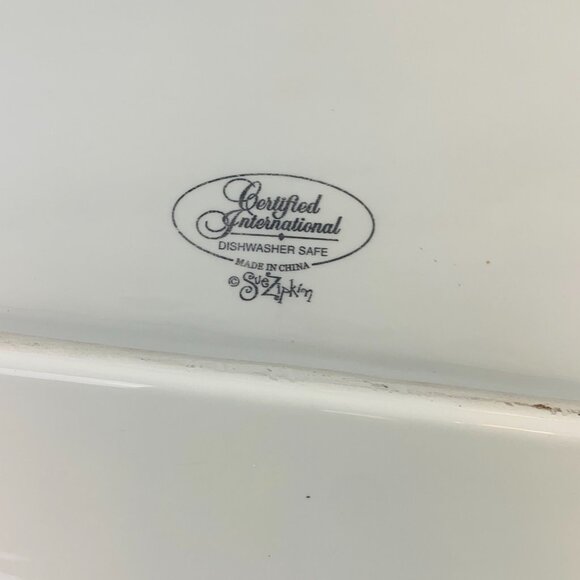 Certified
International
DISHWASHER SAFE
MADE IN CHINA
© Sue Zipkin